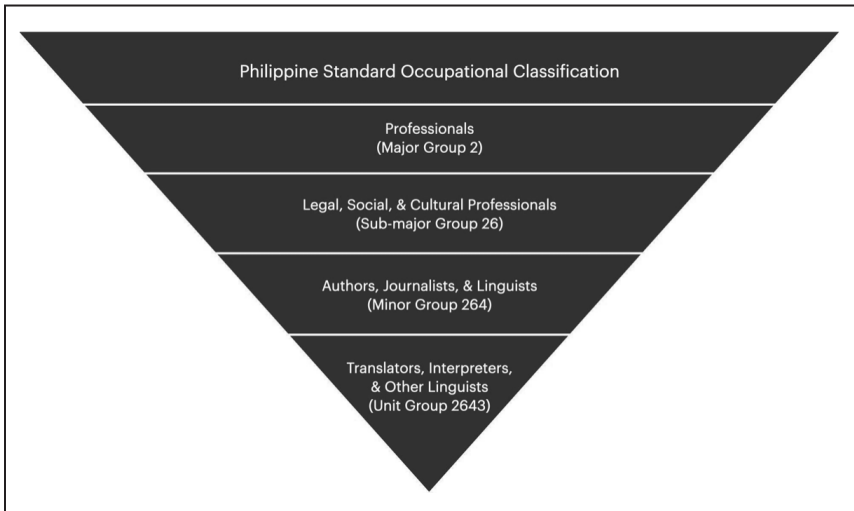 Philippine Standard Occupational Classification
Professionals
(Major Group 2)
Legal, Social, & Cultural Professionals
(Sub-major Group 26)
Authors, Journalists, & Linguists
(Minor Group 264)
Translators, Interpreters,
& Other Linguists
(Unit Group 2643)